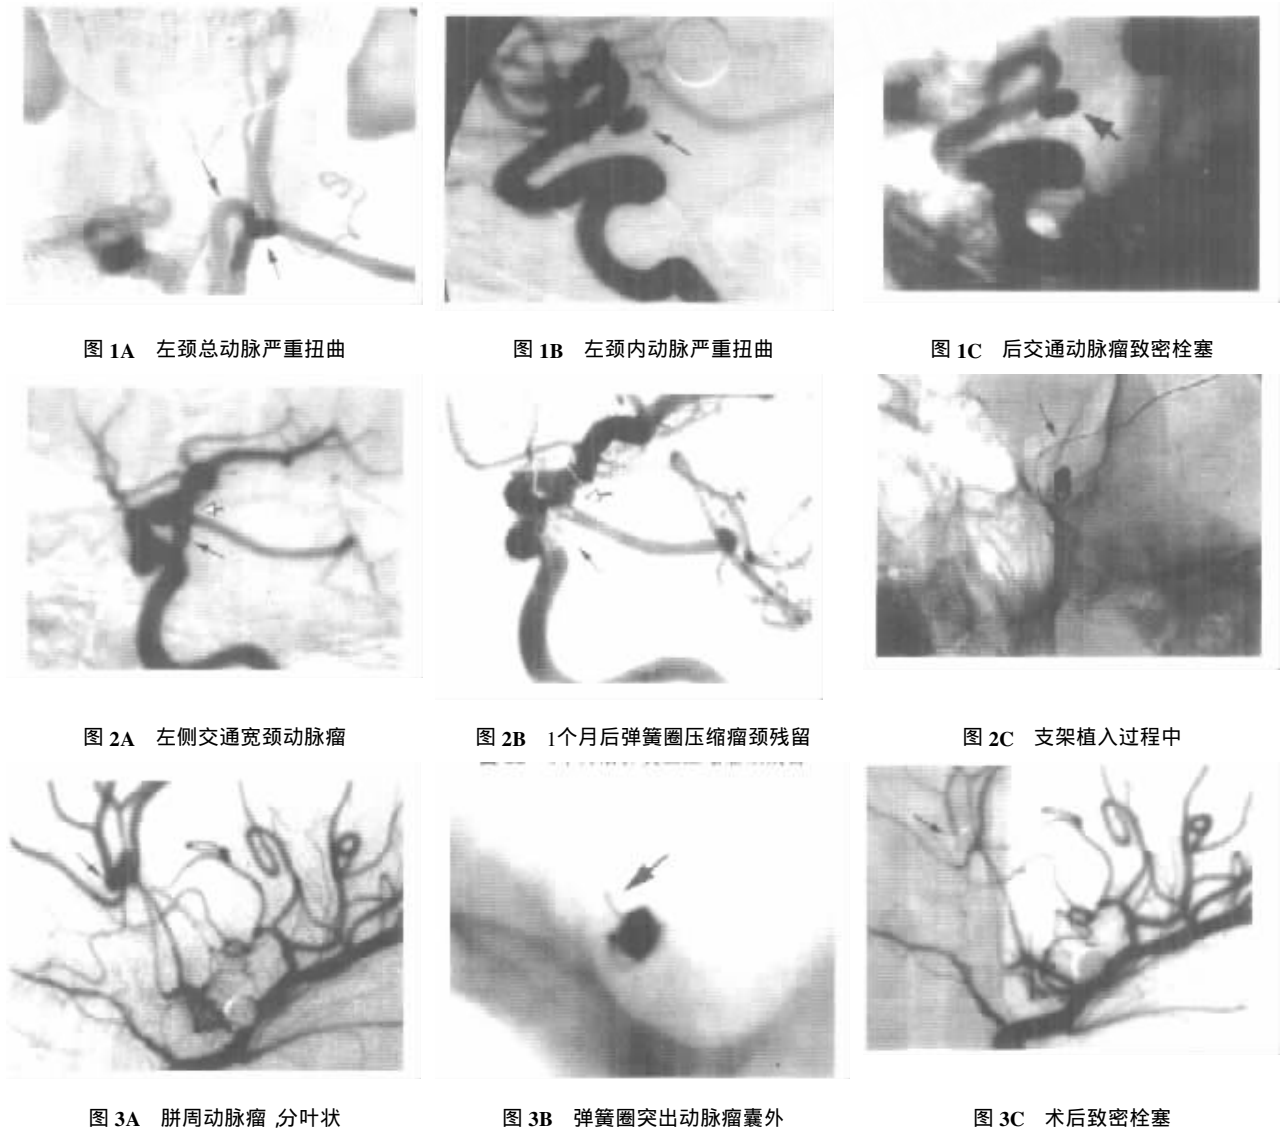 图 1A 左颈总动脉严重扭曲
图 1B 左颈内动脉严重扭曲
图 1C 后交通动脉瘤致密栓塞
图 2A 左侧交通宽颈动脉瘤
图 2B 1个月后弹簧圈压缩瘤颈残留
图 2C 支架植入过程中
图 3A 胼周动脉瘤 ,分叶状
图 3B 弹簧圈突出动脉瘤囊外
图 3C 术后致密栓塞